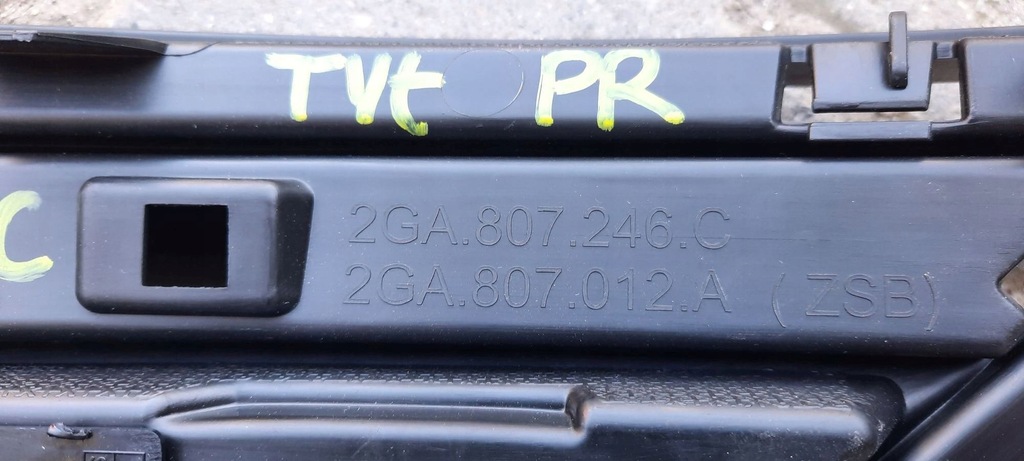 TVt PR
C
2GA.807.246.C
2GA.807.012.A (ZSB)